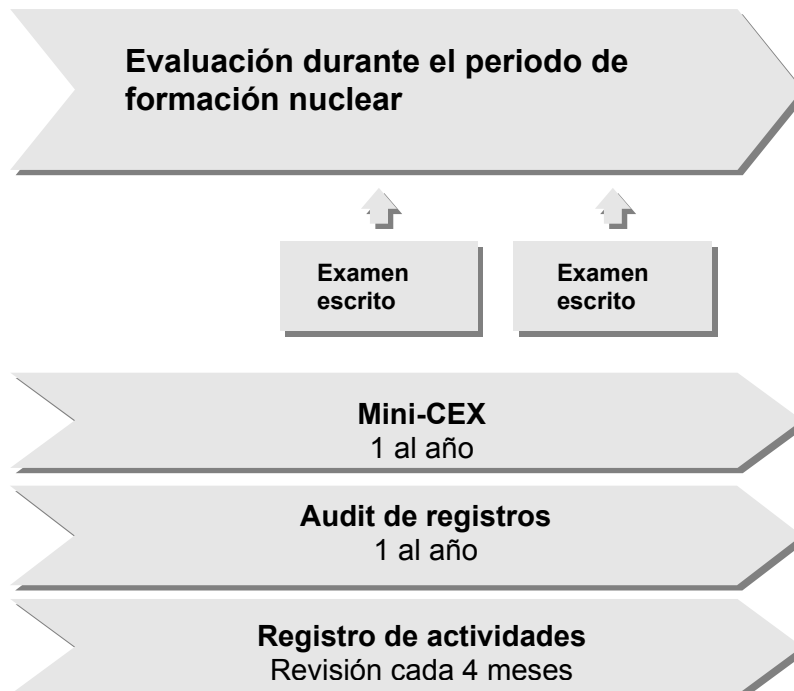 Evaluación durante el periodo de
formación nuclear
Examen
escrito
Examen
escrito
Mini-CEX
1 al año
Audit de registros
1 al año
Registro de actividades
Revisión cada 4 meses